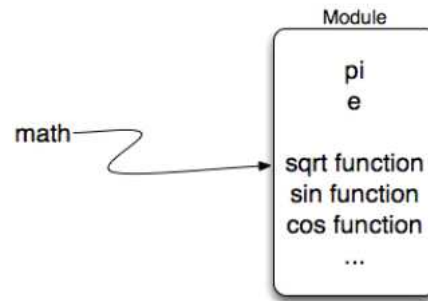 Module
pi
e
math
sqrt function
sin function
cos function
...